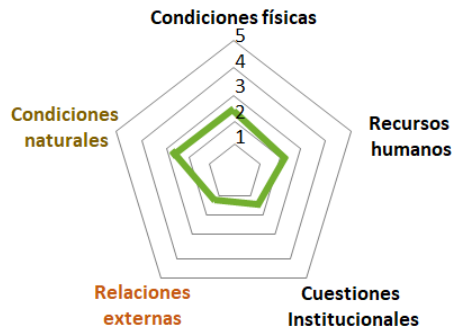 Condiciones físicas
5
4
3
2
1
Condiciones
naturales
Recursos
humanos
Relaciones
externas
Cuestiones
Institucionales